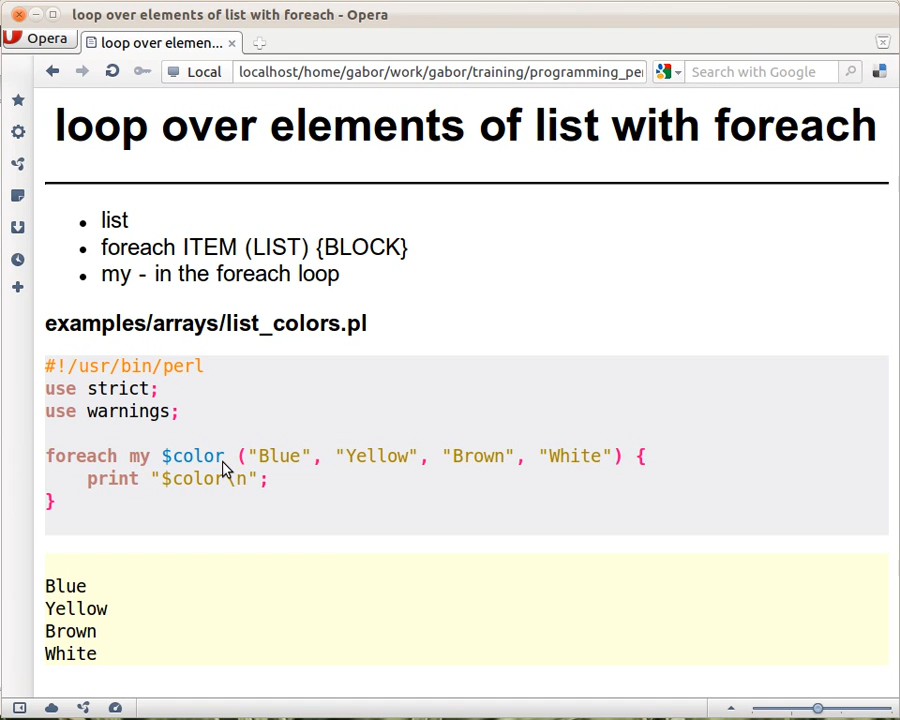 loop over elements of list with foreach - Opera
Opera
loop over elemen...
Local
localhost/home/gabor/work/gabor/training/programming_pe
Search with Google
loop over elements of list with foreach
list
foreach ITEM (LIST) {BLOCK}
my - in the foreach loop
examples/arrays/list_colors.pl
#!/usr/bin/perl
use strict;
use warnings;
foreach my $color ("Blue", "Yellow", "Brown", "White") {
    print "$color\n";
}
Blue
Yellow
Brown
White